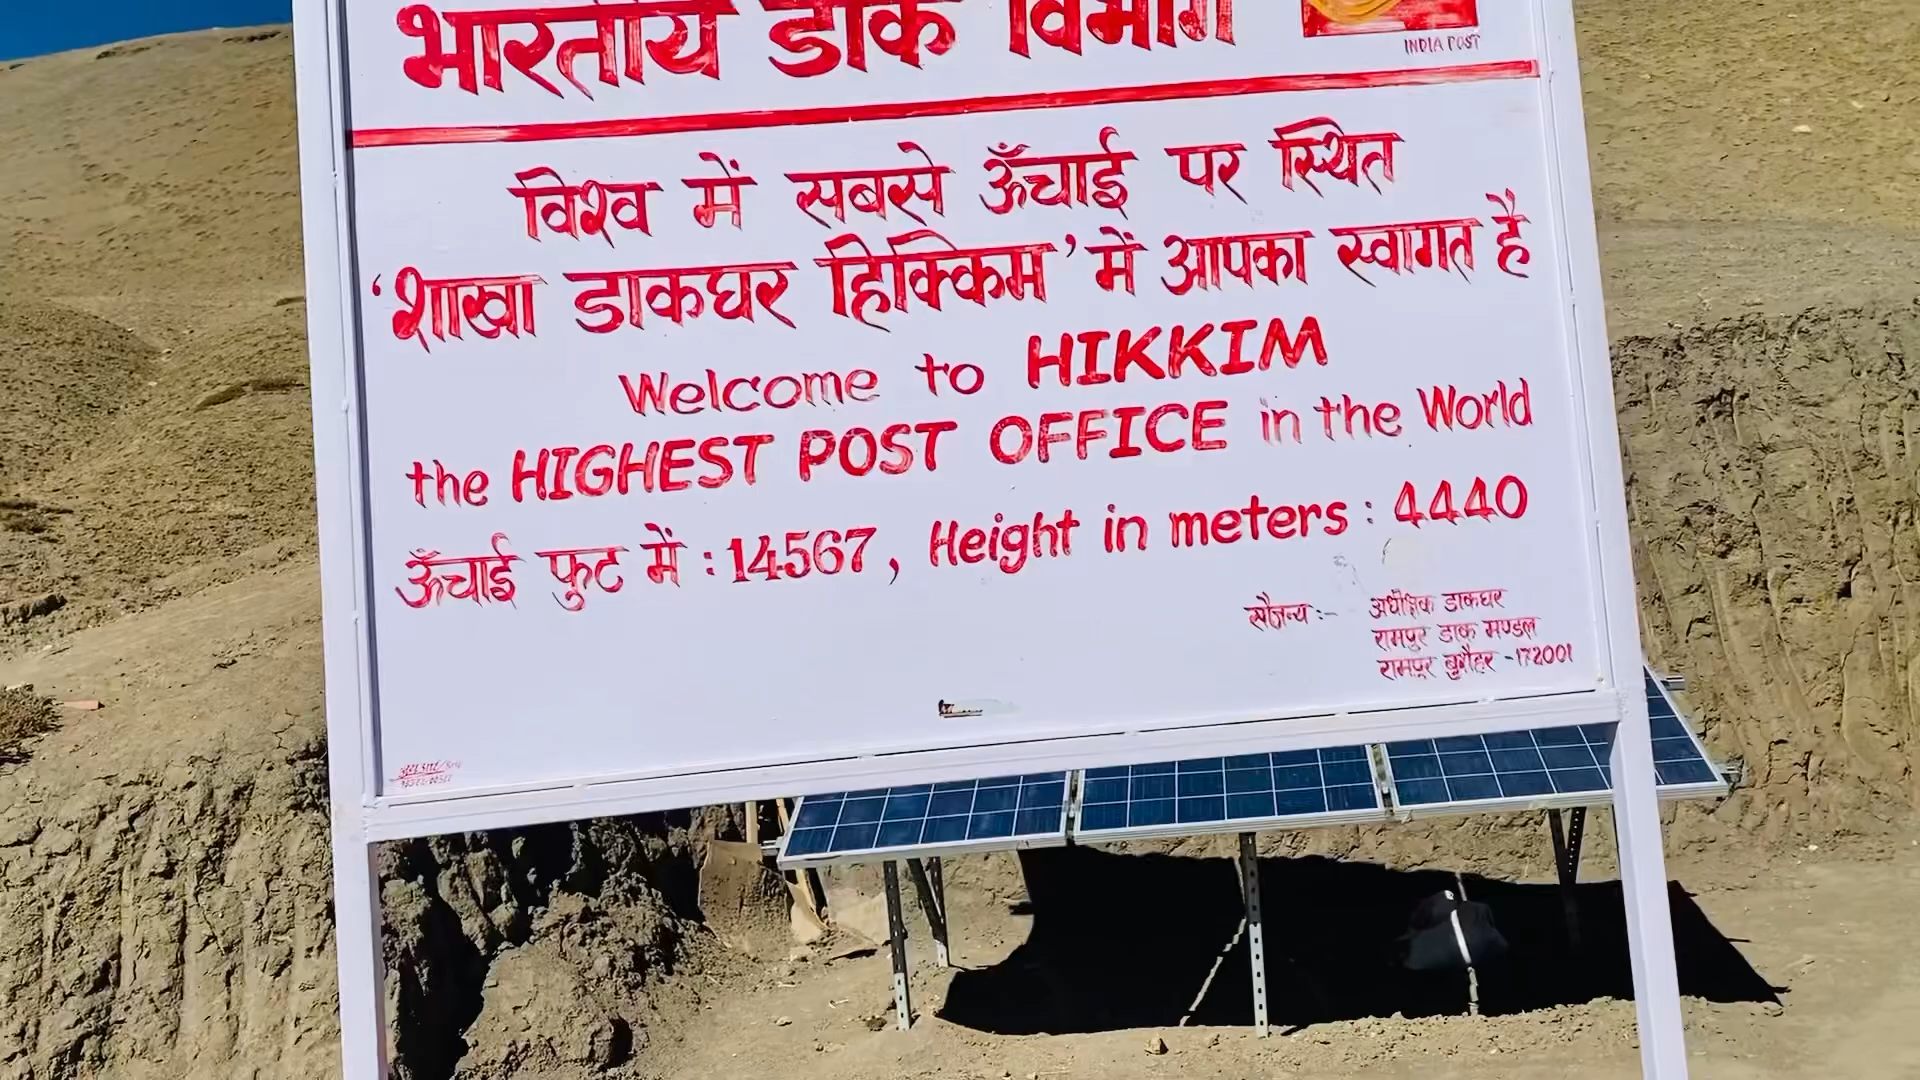 भारतीय डाक विभाग
INDIA POST
विश्व में सबसे ऊँचाई पर स्थित
‘शाखा डाकघर हिक्किम’ में आपका स्वागत है
Welcome to HIKKIM
the HIGHEST POST OFFICE in the World
ऊँचाई फुट में : 14567, Height in meters : 4440
सौजन्य :- अधीक्षक डाकघर
रामपुर डाक मण्डल
रामपुर बुशैहर -172001